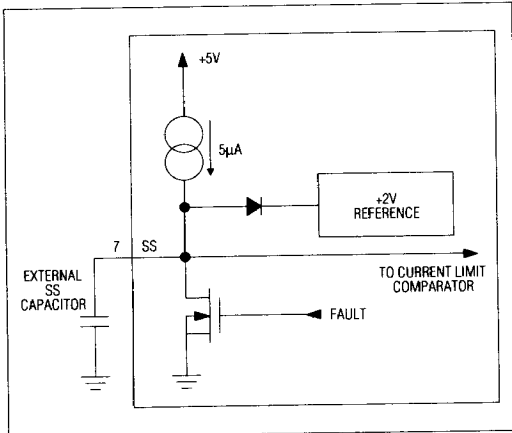 +5V
5µA
+2V
REFERENCE
7 SS
TO CURRENT LIMIT
COMPARATOR
EXTERNAL
SS
CAPACITOR
FAULT